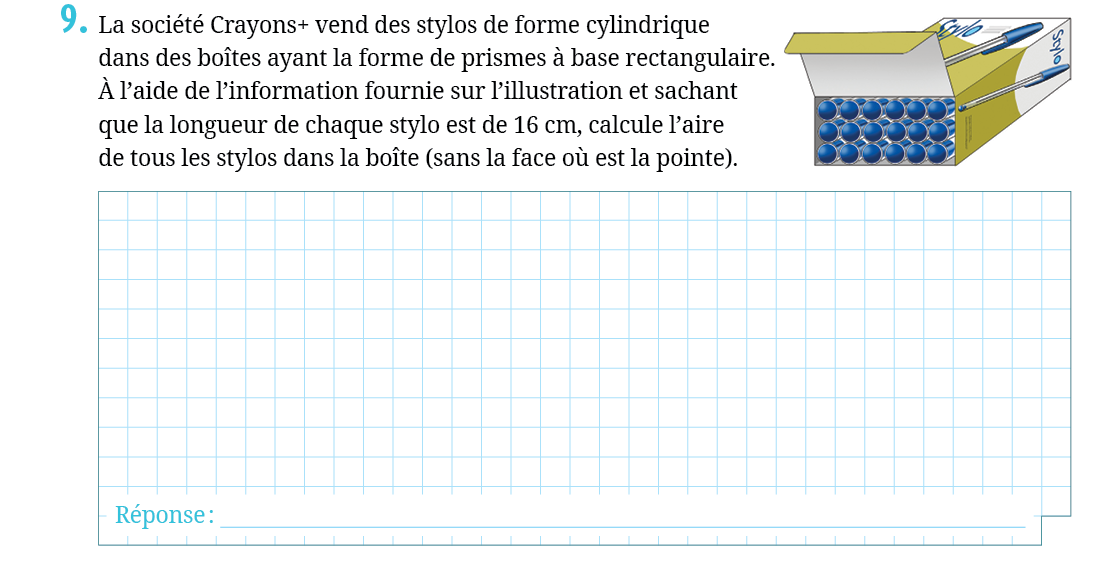 9. La société Crayons+ vend des stylos de forme cylindrique
dans des boîtes ayant la forme de prismes à base rectangulaire.
À l’aide de l’information fournie sur l’illustration et sachant
que la longueur de chaque stylo est de 16 cm, calcule l’aire
de tous les stylos dans la boîte (sans la face où est la pointe).
Stylo
Stylo
Réponse :